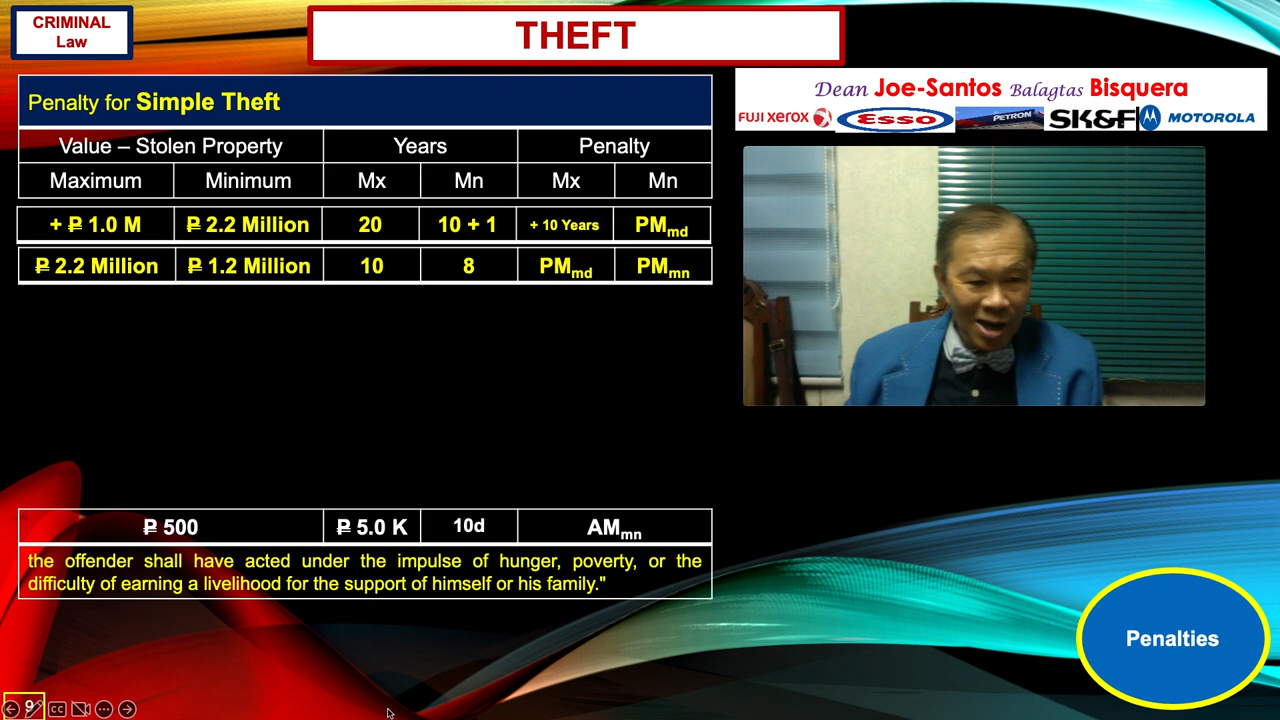 CRIMINAL
Law
THEFT
Dean Joe-Santos Balagtas Bisquera
FUJI XEROX Esso PETRON SK&F MOTOROLA
Penalty for Simple Theft
Value – Stolen Property Years Penalty
Maximum Minimum Mx Mn Mx Mn
+ ₱ 1.0 M ₱ 2.2 Million 20 10 + 1 + 10 Years PMmd
₱ 2.2 Million ₱ 1.2 Million 10 8 PMmd PMmn
₱ 500 ₱ 5.0 K 10d AMmn
the offender shall have acted under the impulse of hunger, poverty, or the
difficulty of earning a livelihood for the support of himself or his family."
Penalties
9
CC